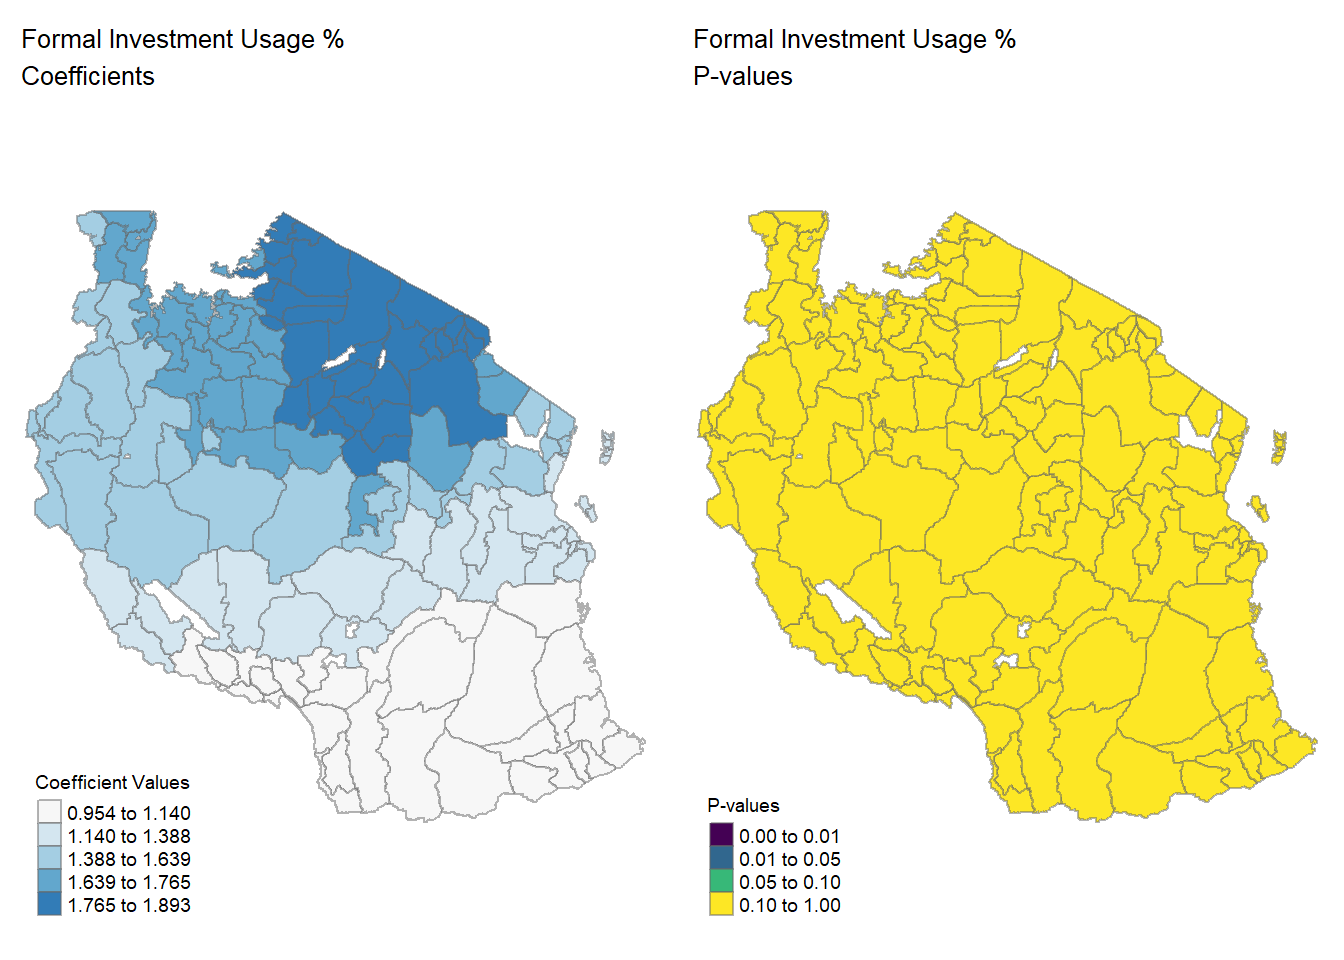 Formal Investment Usage %
Coefficients
Formal Investment Usage %
P-values
Coefficient Values
0.954 to 1.140
1.140 to 1.388
1.388 to 1.639
1.639 to 1.765
1.765 to 1.893
P-values
0.00 to 0.01
0.01 to 0.05
0.05 to 0.10
0.10 to 1.00